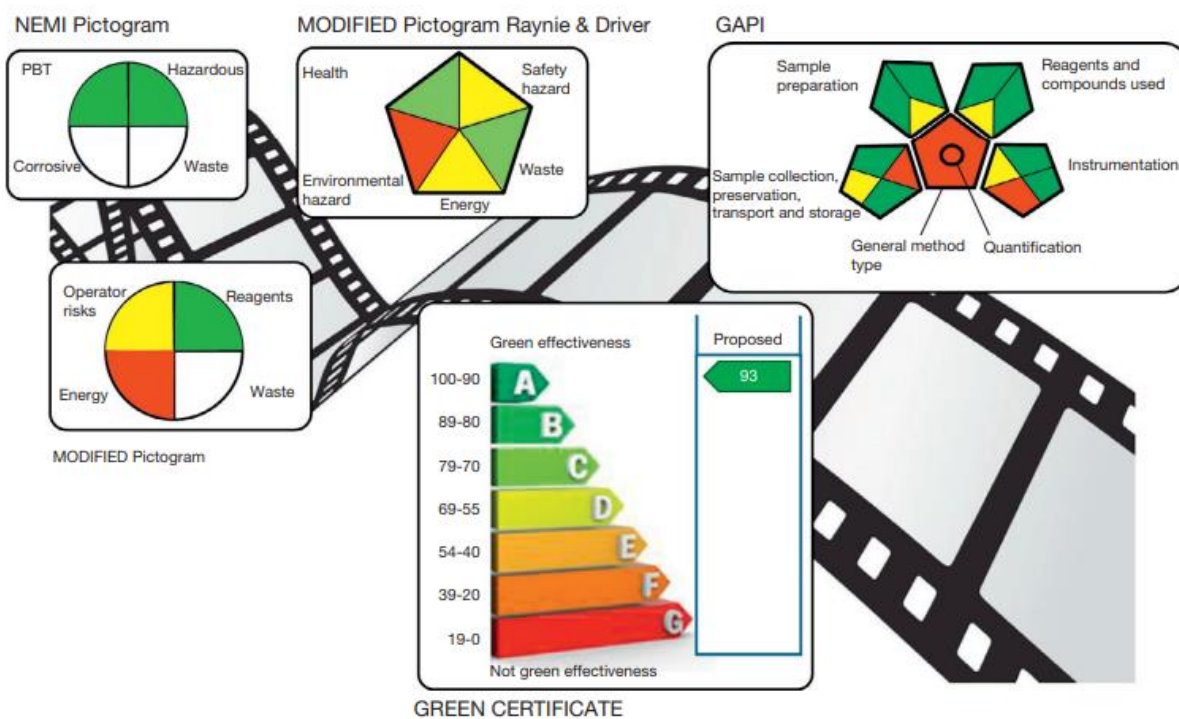 NEMI Pictogram
PBT
Hazardous
Corrosive
Waste
MODIFIED Pictogram Raynie & Driver
Health
Safety
hazard
Waste
Environmental
hazard
Energy
GAPI
Sample
preparation
Reagents and
compounds used
Sample collection,
preservation,
transport and storage
Instrumentation
General method
type
Quantification
Operator
risks
Reagents
Energy
Waste
MODIFIED Pictogram
Green effectiveness
Proposed
100-90
A
93
89-80
B
79-70
C
69-55
D
54-40
E
39-20
F
19-0
G
Not green effectiveness
GREEN CERTIFICATE